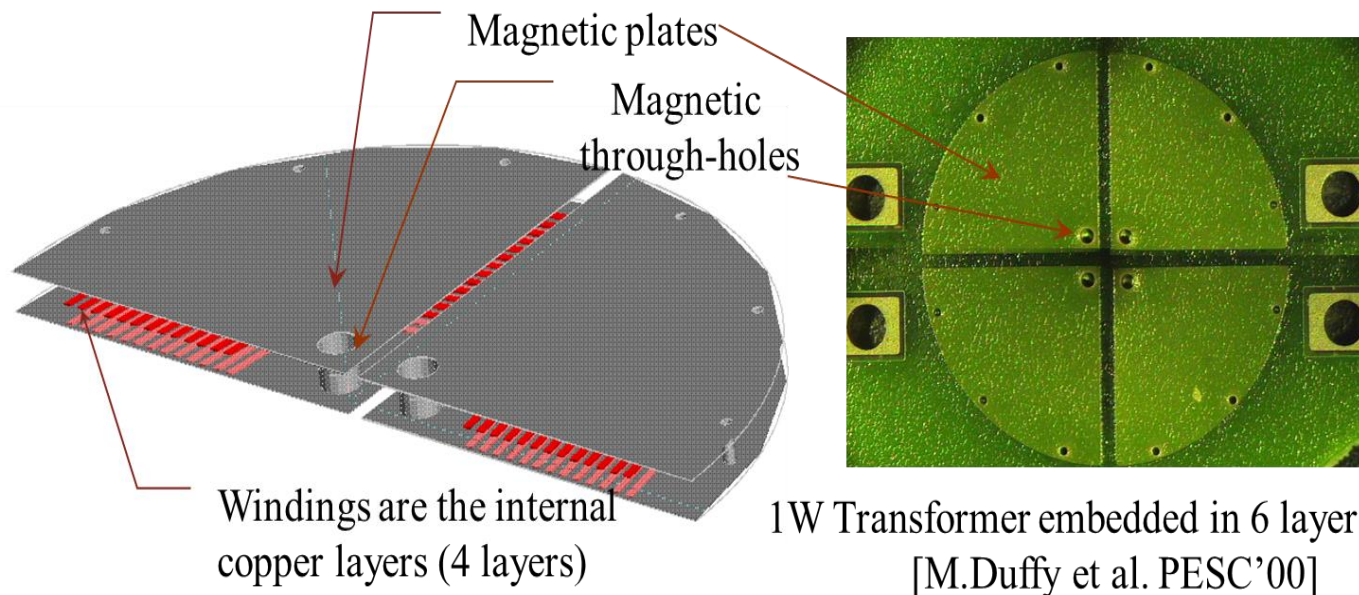 Magnetic plates
Magnetic
through-holes
Windings are the internal
copper layers (4 layers)
1W Transformer embedded in 6 layer
[M.Duffy et al. PESC’00]